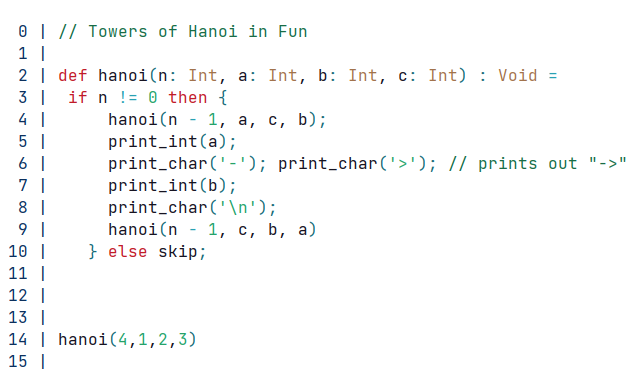 0 | // Towers of Hanoi in Fun
1 |
2 | def hanoi(n: Int, a: Int, b: Int, c: Int) : Void =
3 |  if n != 0 then {
4 |      hanoi(n - 1, a, c, b);
5 |      print_int(a);
6 |      print_char('-'); print_char('>'); // prints out "->"
7 |      print_int(b);
8 |      print_char('\n');
9 |      hanoi(n - 1, c, b, a)
10 |    } else skip;
11 |
12 |
13 |
14 | hanoi(4,1,2,3)
15 |